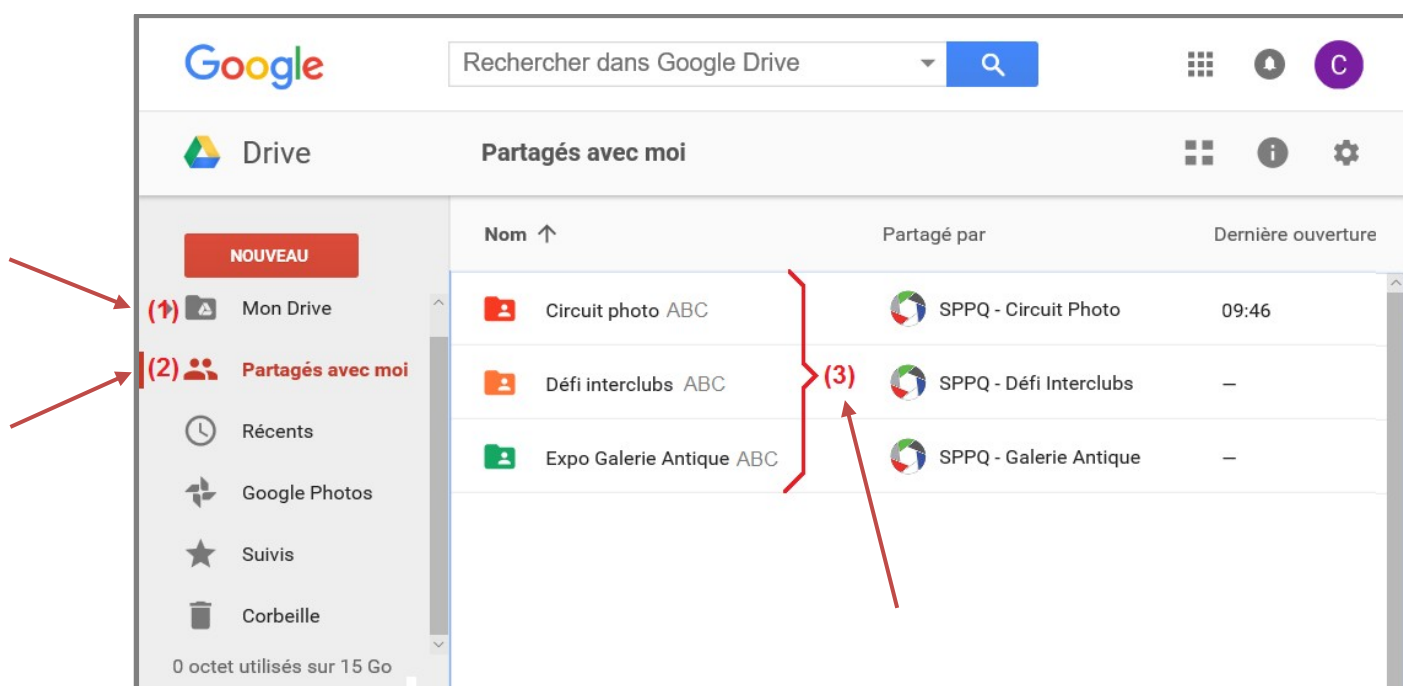 Google
Rechercher dans Google Drive
C
Drive
Partagés avec moi
NOUVEAU
(1) Mon Drive
(2) Partagés avec moi
Récents
Google Photos
Suivis
Corbeille
0 octet utilisés sur 15 Go
Nom Partagé par Dernière ouverture
Circuit photo ABC SPPQ - Circuit Photo 09:46
Défi interclubs ABC (3) SPPQ - Défi Interclubs –
Expo Galerie Antique ABC SPPQ - Galerie Antique –